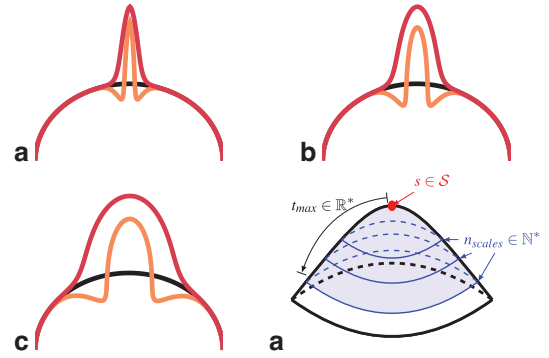 a
b
s ∈ 𝒮
t_max ∈ ℝ*
n_scales ∈ ℕ*
c
a